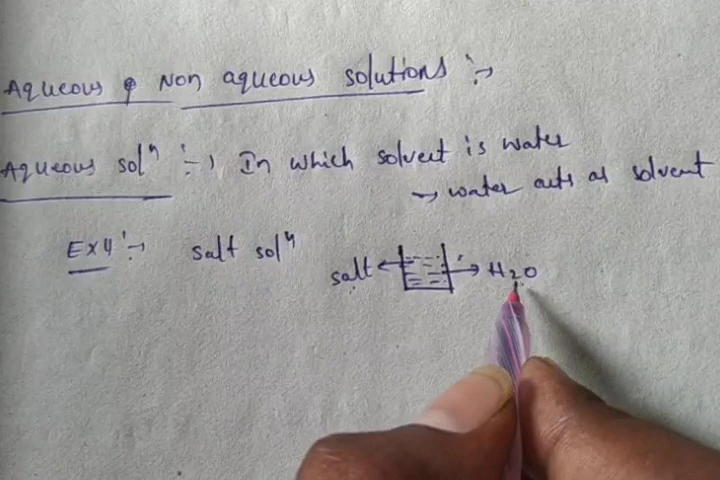 Aqueous & Non aqueous solutions :→
Aqueous solⁿ :→ In which solvent is water
→ water acts as solvent
Ex :→ salt solⁿ
salt ← → H2O